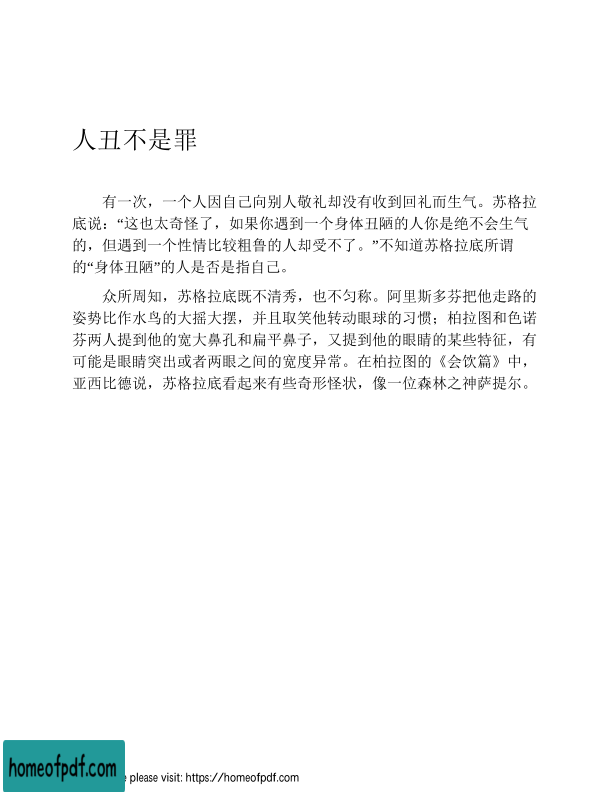 人丑不是罪
有一次，一个人因自己向别人敬礼却没有收到回礼而生气。苏格拉
底说：“这也太奇怪了，如果你遇到一个身体丑陋的人你是绝不会生气
的，但遇到一个性情比较粗鲁的人却受不了。”不知道苏格拉底所谓
的“身体丑陋”的人是否是指自己。
众所周知，苏格拉底既不清秀，也不匀称。阿里斯多芬把他走路的
姿势比作水鸟的大摇大摆，并且取笑他转动眼球的习惯；柏拉图和色诺
芬两人提到他的宽大鼻孔和扁平鼻子，又提到他的眼睛的某些特征，有
可能是眼睛突出或者两眼之间的宽度异常。在柏拉图的《会饮篇》中，
亚西比德说，苏格拉底看起来有些奇形怪状，像一位森林之神萨提尔。
homeofpdf.com
please visit: https://homeofpdf.com